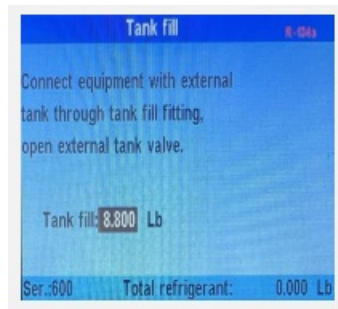 Tank fill R-134a
Connect equipment with external
tank through tank fill fitting,
open external tank valve.
Tank fill: 8.800 Lb
Ser.:600 Total refrigerant: 0.000 Lb